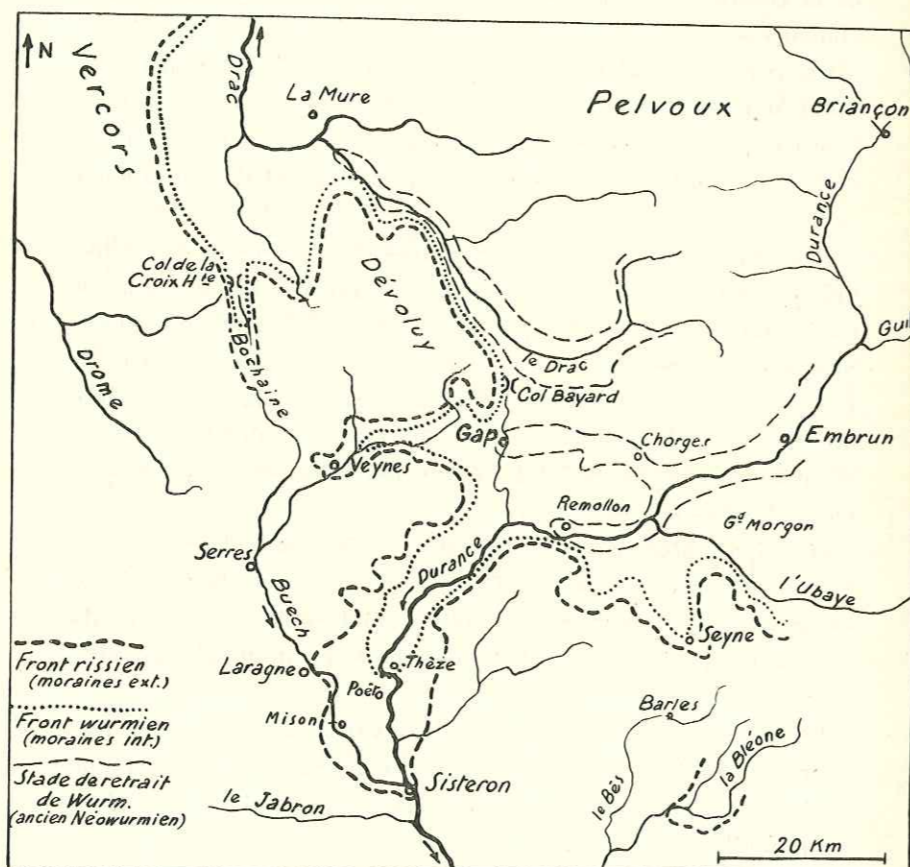 N
Vercors
Drac
La Mure
Pelvoux
Briançon
Durance
Col de la
Croix Hte
Dévoluy
Bochaine
Drome
le Drac
Col Bayard
Gui
Gap
Chorges
Embrun
Veynes
Remollon
Gd Morgon
Serres
Durance
l'Ubaye
Buech
Seyne
Front rissien
(moraines ext.)
Laragne
Thèze
Poët
Front wurmien
(moraines int.)
Mison
Barles
la Bléone
Stade de retrait
de Wurm.
(ancien Néowurmien)
Sisteron
le Bès
le Jabron
20 Km